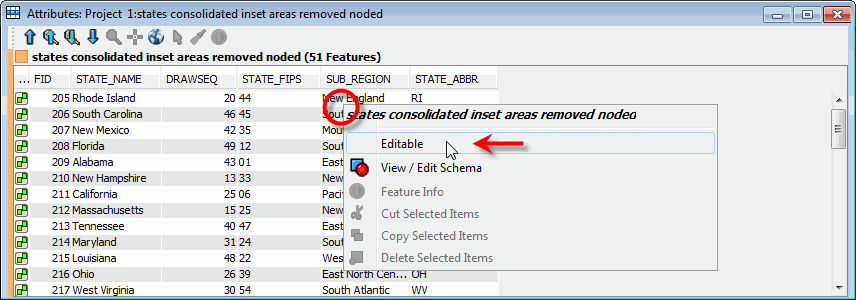 Attributes: Project 1:states consolidated inset areas removed noded
states consolidated inset areas removed noded (51 Features)
... FID STATE_NAME DRAWSEQ STATE_FIPS SUB_REGION STATE_ABBR
205 Rhode Island 20 44 New England RI
206 South Carolina 46 45 Sout
207 New Mexico 42 35 Mou
208 Florida 49 12 Sout
209 Alabama 43 01 East
210 New Hampshire 13 33 New
211 California 25 06 Pacif
212 Massachusetts 15 25 New
213 Tennessee 40 47 East
214 Maryland 31 24 Sout
215 Louisiana 48 22 Wes
216 Ohio 26 39 East North Cen... OH
217 West Virginia 30 54 South Atlantic WV
states consolidated inset areas removed noded
Editable
View / Edit Schema
Feature Info
Cut Selected Items
Copy Selected Items
Delete Selected Items